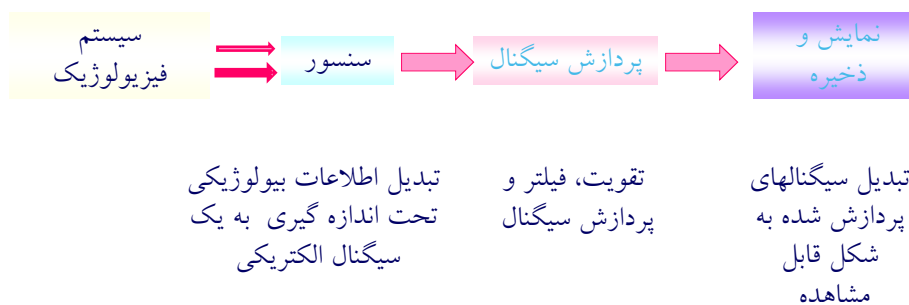 سیستم
فیزیولوژیک
سنسور
پردازش سیگنال
نمایش و
ذخیره
تبدیل اطلاعات بیولوژیکی
تحت اندازه گیری به یک
سیگنال الکتریکی
تقویت، فیلتر و
پردازش سیگنال
تبدیل سیگنالهای
پردازش شده به
شکل قابل
مشاهده